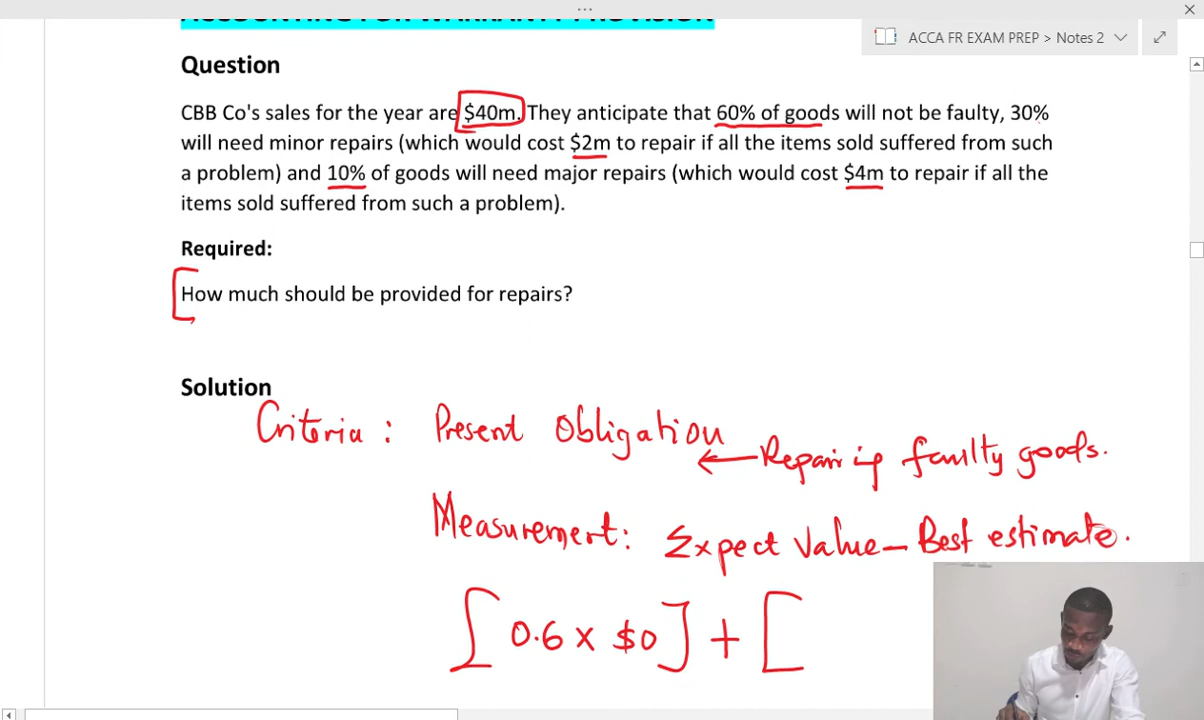 ACCOUNTING FOR WARRANTY PROVISION
ACCA FR EXAM PREP > Notes 2
Question
CBB Co's sales for the year are $40m. They anticipate that 60% of goods will not be faulty, 30%
will need minor repairs (which would cost $2m to repair if all the items sold suffered from such
a problem) and 10% of goods will need major repairs (which would cost $4m to repair if all the
items sold suffered from such a problem).
Required:
How much should be provided for repairs?
Solution
Criteria : Present Obligation
← Repairing faulty goods.
Measurement: Expect Value – Best estimate.
[ 0.6 x $0 ] + [